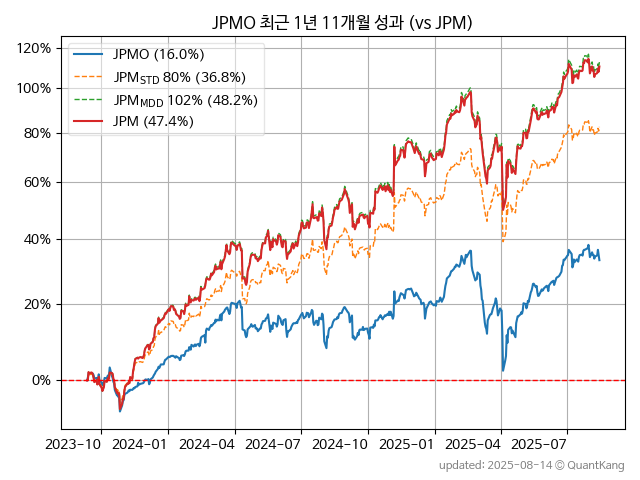 JPMO 최근 1년 11개월 성과 (vs JPM)
120%
100%
80%
60%
40%
20%
0%
JPMO (16.0%)
JPM_STD 80% (36.8%)
JPM_MDD 102% (48.2%)
JPM (47.4%)
2023-10 2024-01 2024-04 2024-07 2024-10 2025-01 2025-04 2025-07
updated: 2025-08-14 © QuantKang